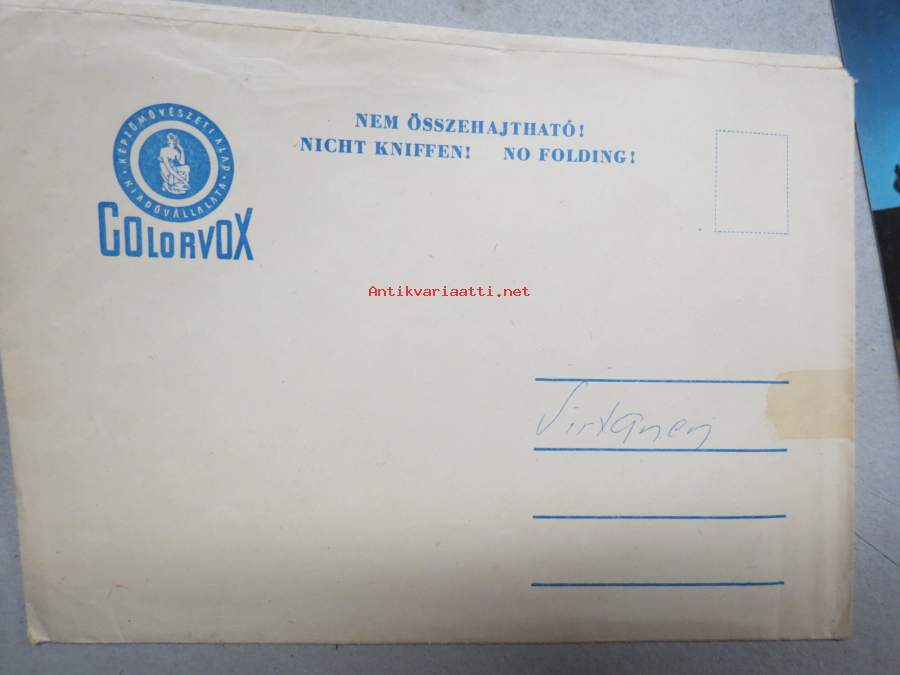 KÉPZŐMŰVÉSZETI ALAP
KIADÓVÁLLALATA
COLORVOX
NEM ÖSSZEHAJTHATÓ!
NICHT KNIFFEN! NO FOLDING!
Antikvariaatti.net
Virtanen